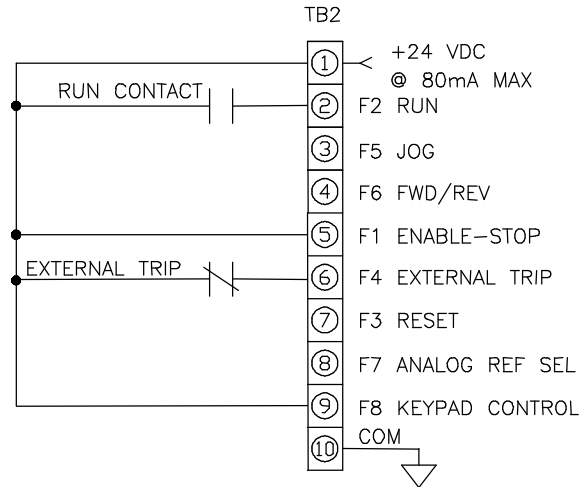 TB2
1 +24 VDC
@ 80mA MAX
RUN CONTACT 2 F2 RUN
3 F5 JOG
4 F6 FWD/REV
5 F1 ENABLE-STOP
EXTERNAL TRIP 6 F4 EXTERNAL TRIP
7 F3 RESET
8 F7 ANALOG REF SEL
9 F8 KEYPAD CONTROL
10 COM